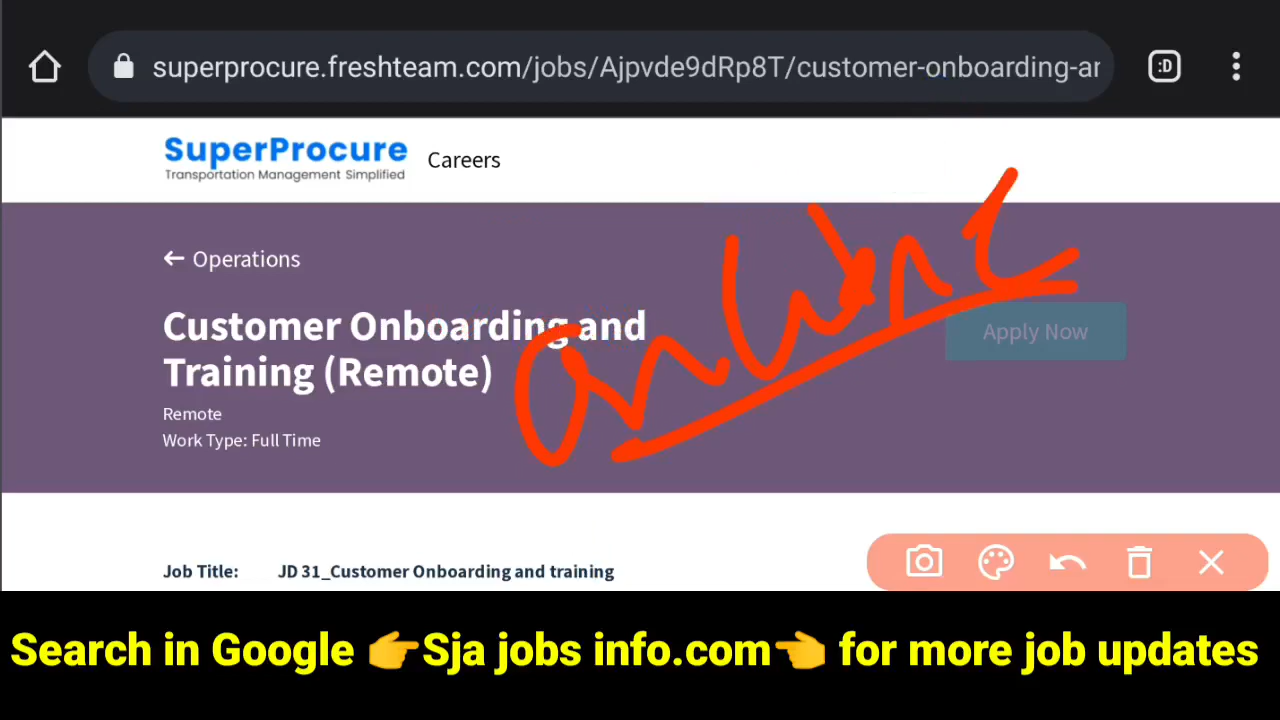 superprocure.freshteam.com/jobs/Ajpvde9dRp8T/customer-onboarding-ar
:D
SuperProcure
Transportation Management Simplified
Careers
← Operations
Customer Onboarding and
Training (Remote)
Remote
Work Type: Full Time
Apply Now
Job Title: JD 31_Customer Onboarding and training
Search in Google 👉Sja jobs info.com👈 for more job updates